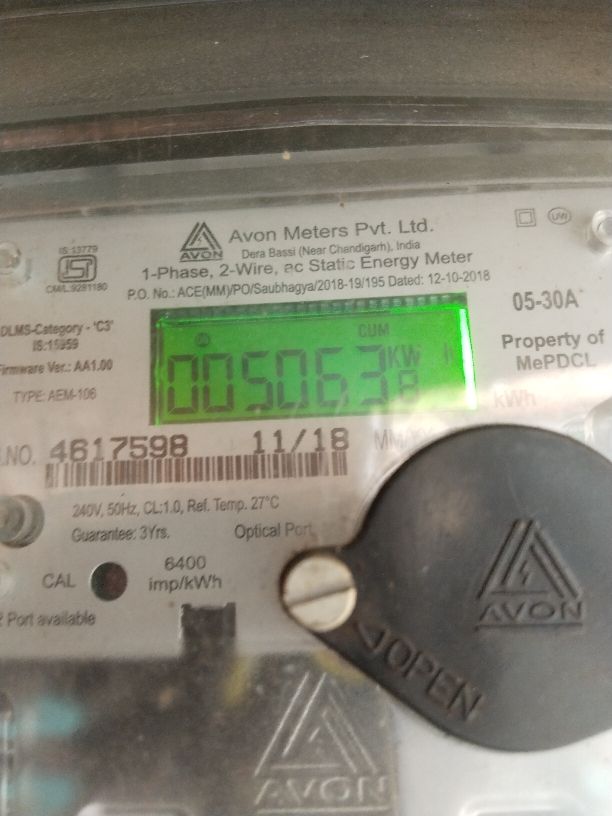 Avon Meters Pvt. Ltd.
AVON
Dera Bassi (Near Chandigarh), India
1-Phase, 2-Wire, ac Static Energy Meter
P.O. No.: ACE(MM)/PO/Saubhagya/2018-19/195 Dated: 12-10-2018
IS:13779
ISI
CM/L:9281180
UW
05-30A
Property of
MePDCL
DLMS-Category - 'C3'
IS:15959
Firmware Ver.: AA1.00
TYPE: AEM-106
CUM
005063
KW
kWh
.NO. 4617598 11/18
240V, 50Hz, CL:1.0, Ref. Temp. 27°C
Guarantee: 3Yrs. Optical Port
6400
imp/kWh
CAL
Port available
AVON
OPEN
AVON